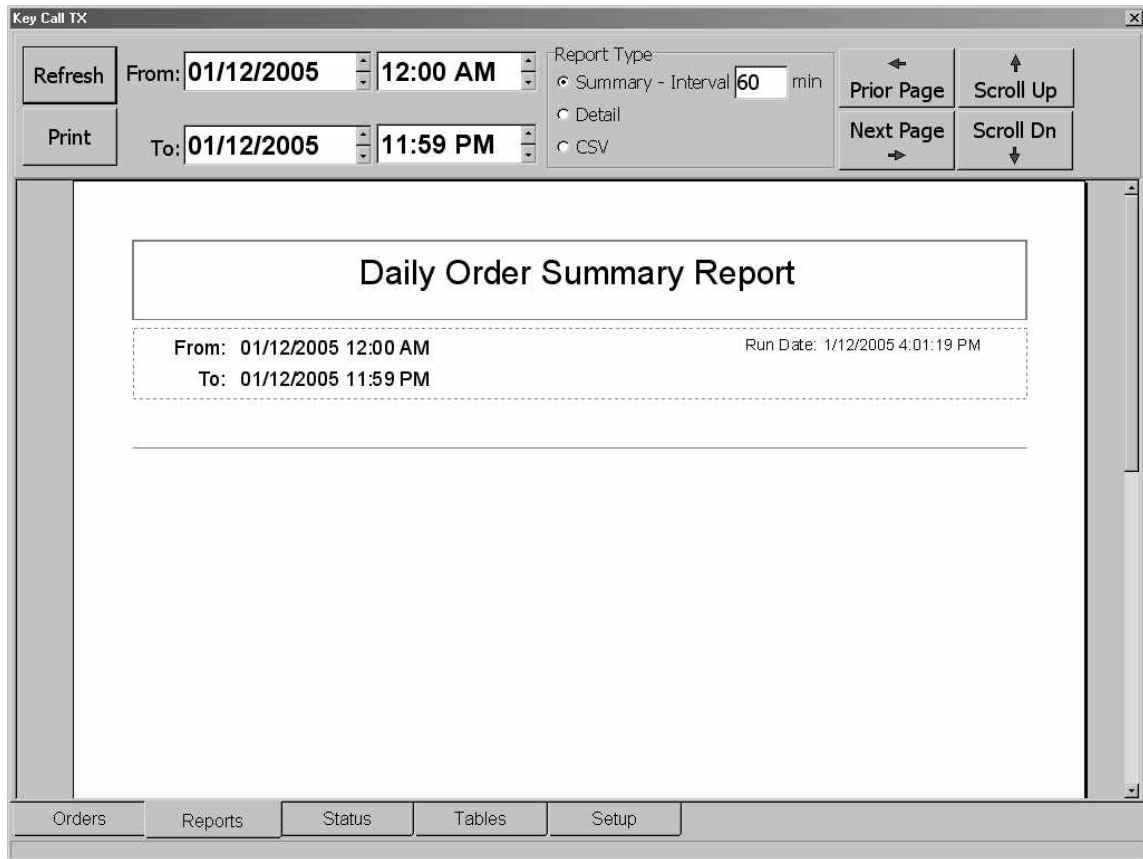 Key Call TX
Refresh
From: 01/12/2005 12:00 AM
Print
To: 01/12/2005 11:59 PM
Report Type
Summary - Interval 60 min
Detail
CSV
Prior Page
Scroll Up
Next Page
Scroll Dn
Daily Order Summary Report
From: 01/12/2005 12:00 AM
Run Date: 1/12/2005 4:01:19 PM
To: 01/12/2005 11:59 PM
Orders
Reports
Status
Tables
Setup